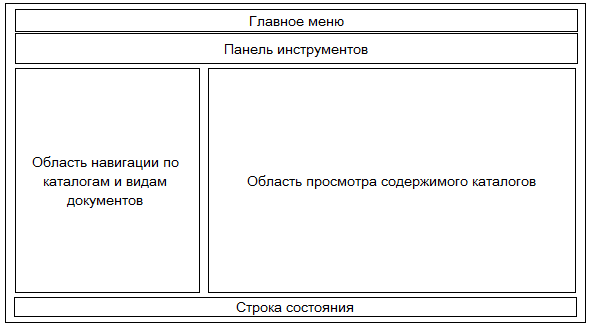 Главное меню
Панель инструментов
Область навигации по
каталогам и видам
документов
Область просмотра содержимого каталогов
Строка состояния